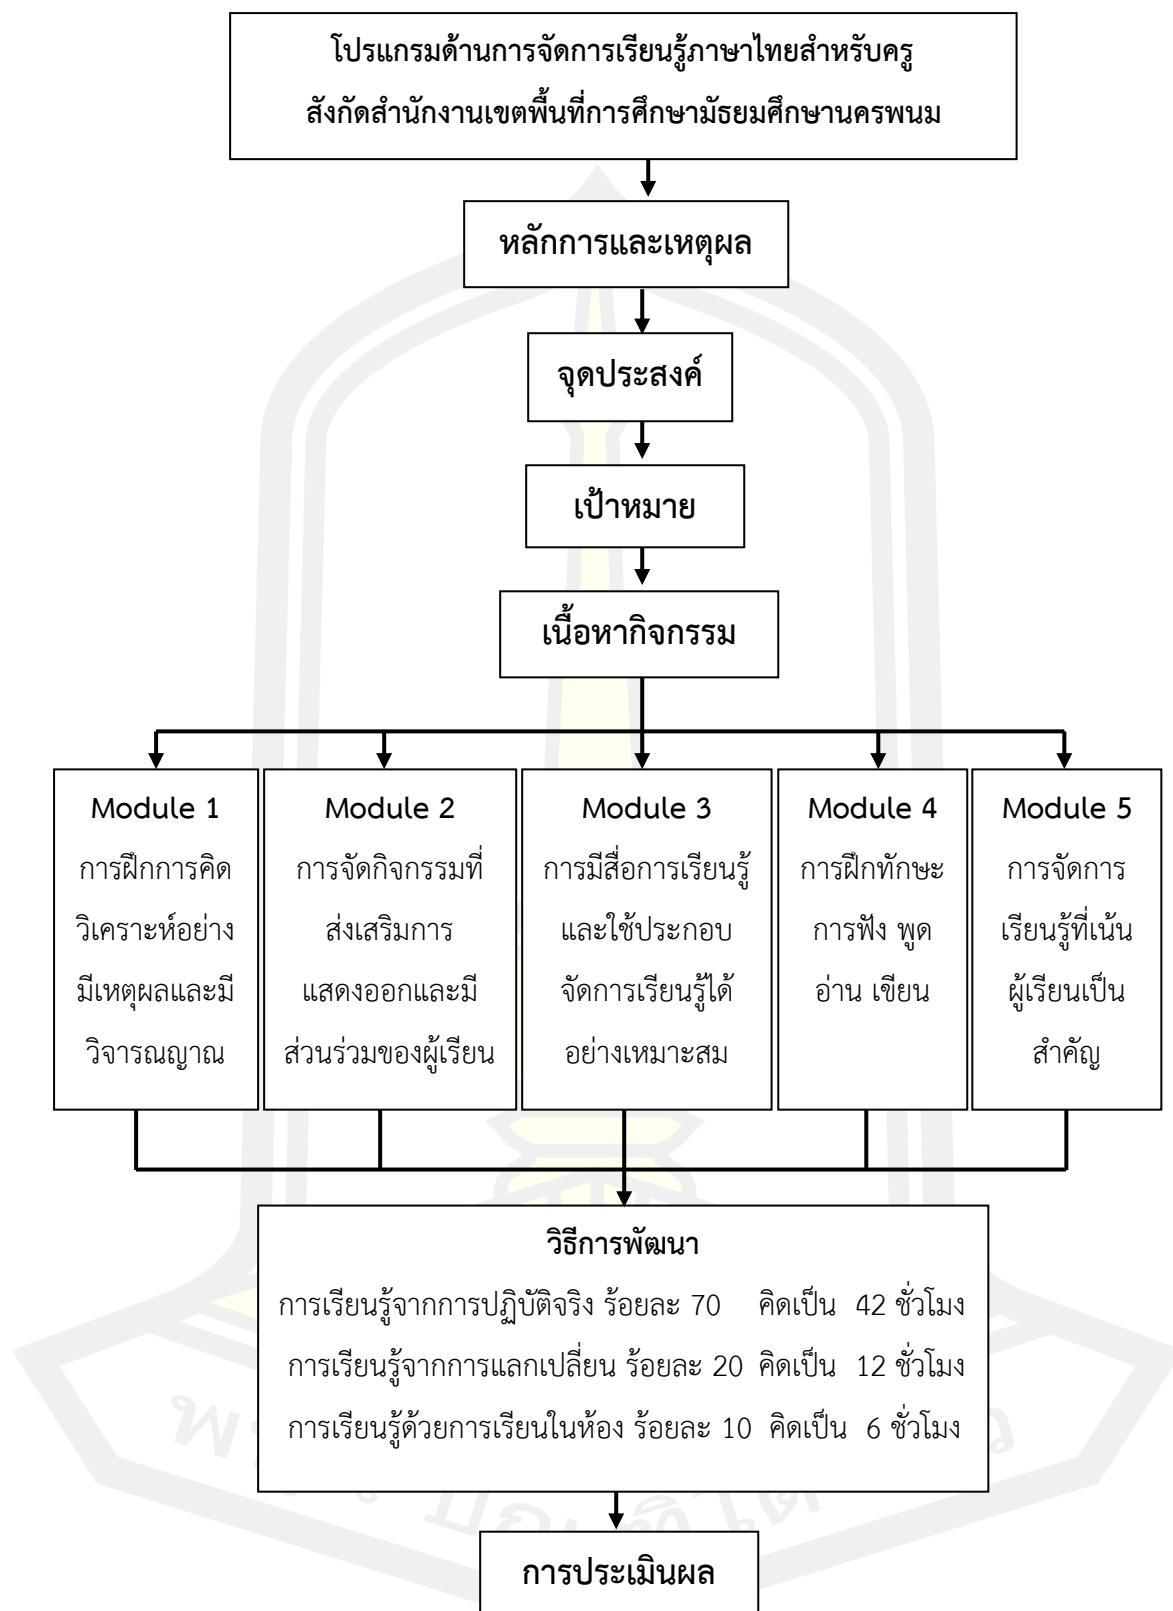 โปรแกรมด้านการจัดการเรียนรู้ภาษาไทยสำหรับครู
สังกัดสำนักงานเขตพื้นที่การศึกษามัธยมศึกษานครพนม
หลักการและเหตุผล
จุดประสงค์
เป้าหมาย
เนื้อหากิจกรรม
Module 1
การฝึกการคิด
วิเคราะห์อย่าง
มีเหตุผลและมี
วิจารณญาณ
Module 2
การจัดกิจกรรมที่
ส่งเสริมการ
แสดงออกและมี
ส่วนร่วมของผู้เรียน
Module 3
การมีสื่อการเรียนรู้
และใช้ประกอบ
จัดการเรียนรู้ได้
อย่างเหมาะสม
Module 4
การฝึกทักษะ
การฟัง พูด
อ่าน เขียน
Module 5
การจัดการ
เรียนรู้ที่เน้น
ผู้เรียนเป็น
สำคัญ
วิธีการพัฒนา
การเรียนรู้จากการปฏิบัติจริง ร้อยละ 70 คิดเป็น 42 ชั่วโมง
การเรียนรู้จากการแลกเปลี่ยน ร้อยละ 20 คิดเป็น 12 ชั่วโมง
การเรียนรู้ด้วยการเรียนในห้อง ร้อยละ 10 คิดเป็น 6 ชั่วโมง
การประเมินผล